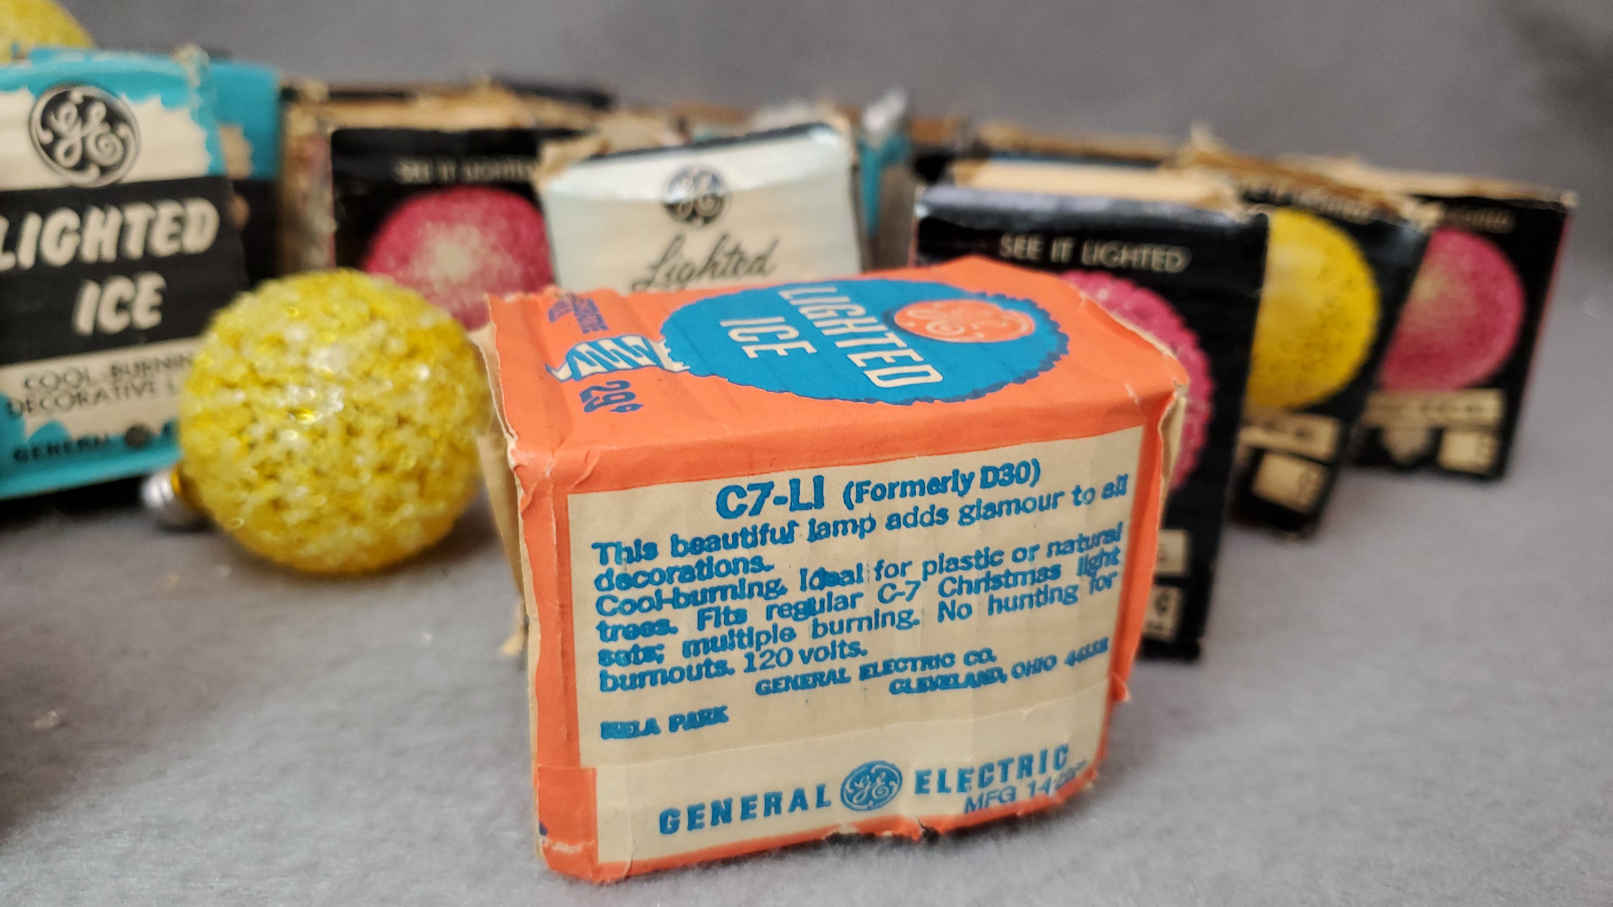 LIGHTED
ICE
COOL-BURNING
DECORATIVE
GENERAL
SEE IT LIGHTED
Lighted
SEE IT LIGHTED
LIGHTED
ICE
29¢
C7-LI (Formerly D30)
This beautiful lamp adds glamour to all
decorations.
Cool-burning. Ideal for plastic or natural
trees. Fits regular C-7 Christmas light
sets; multiple burning. No hunting for
burnouts. 120 volts.
GENERAL ELECTRIC CO.
CLEVELAND, OHIO
NELA PARK
GENERAL GE ELECTRIC
MFG